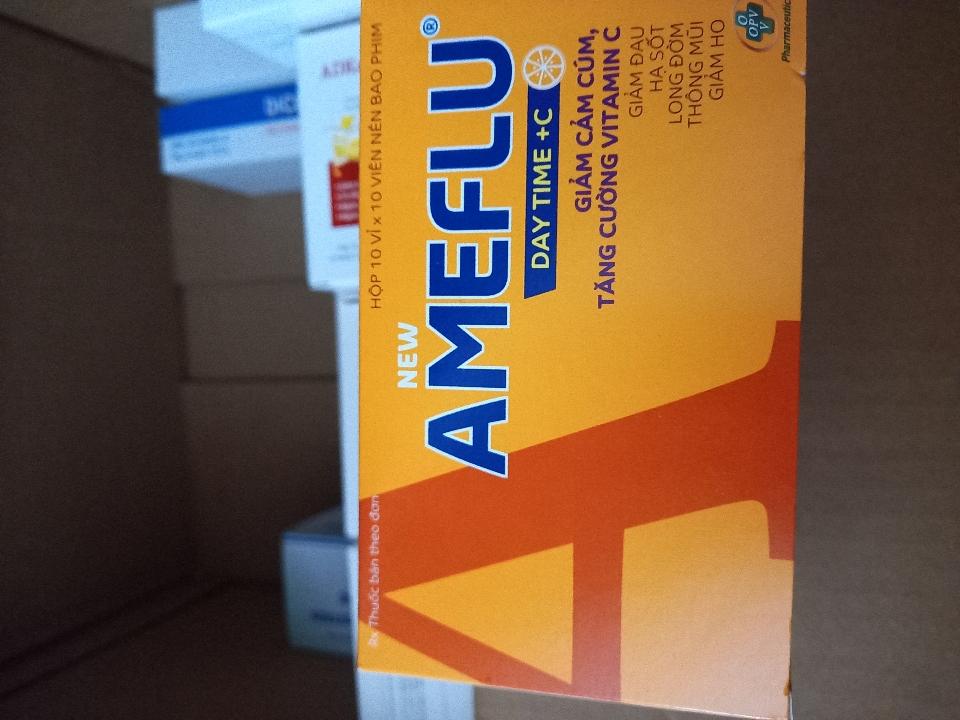 Rx Thuốc bán theo đơn
HỘP 10 VỈ x 10 VIÊN NÉN BAO PHIM
NEW
AMEFLU®
DAY TIME +C
GIẢM CẢM CÚM,
TĂNG CƯỜNG VITAMIN C
GIẢM ĐAU
HẠ SỐT
LONG ĐỜM
THÔNG MŨI
GIẢM HO
OPV
Pharmaceutic